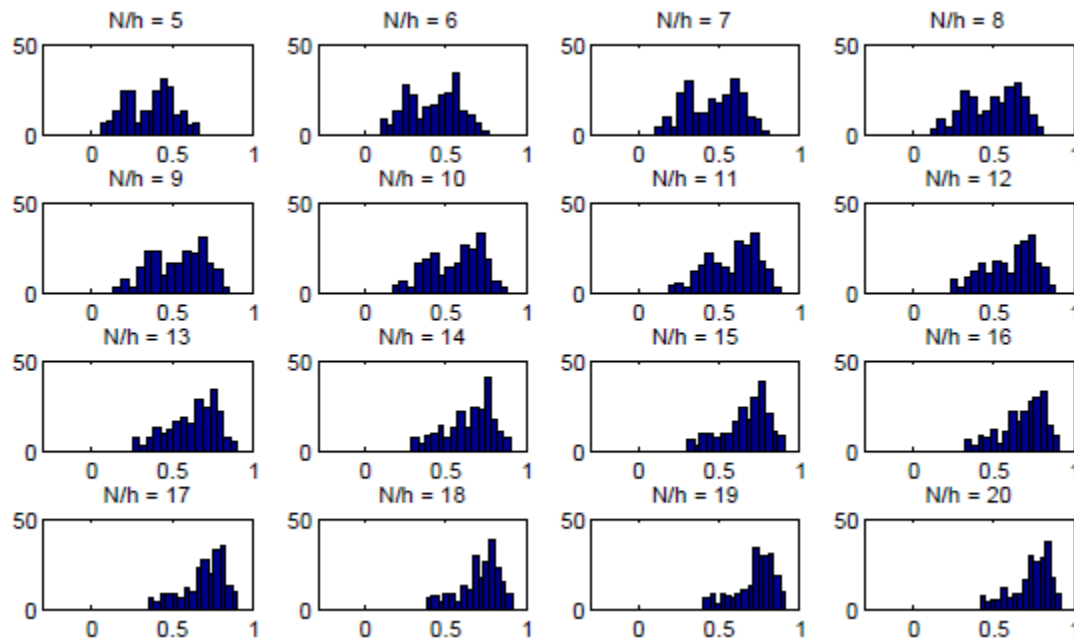 N/h = 5 N/h = 6 N/h = 7 N/h = 8
50 50 50 50
0 0 0 0
0 0.5 1 0 0.5 1 0 0.5 1 0 0.5 1
N/h = 9 N/h = 10 N/h = 11 N/h = 12
50 50 50 50
0 0 0 0
0 0.5 1 0 0.5 1 0 0.5 1 0 0.5 1
N/h = 13 N/h = 14 N/h = 15 N/h = 16
50 50 50 50
0 0 0 0
0 0.5 1 0 0.5 1 0 0.5 1 0 0.5 1
N/h = 17 N/h = 18 N/h = 19 N/h = 20
50 50 50 50
0 0 0 0
0 0.5 1 0 0.5 1 0 0.5 1 0 0.5 1